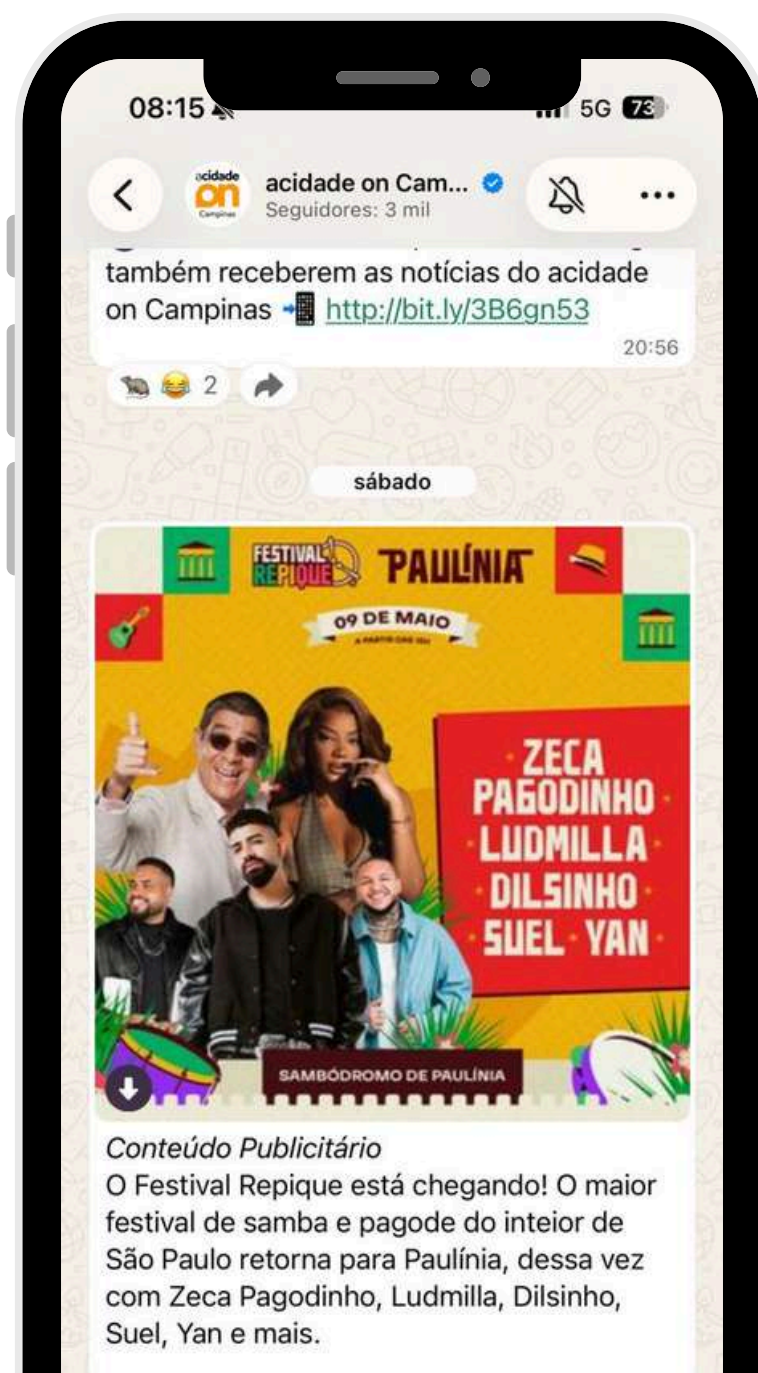 08:15
5G 73
acidade on Campinas
acidade on Cam...
Seguidores: 3 mil
também receberem as notícias do acidade
on Campinas 📲 http://bit.ly/3B6gn53
20:56
2
sábado
FESTIVAL REPIQUE
PAULÍNIA
09 DE MAIO
A PARTIR DAS 15H
ZECA
PAGODINHO
LUDMILLA
DILSINHO
SUEL · YAN
SAMBÓDROMO DE PAULÍNIA
Conteúdo Publicitário
O Festival Repique está chegando! O maior
festival de samba e pagode do inteior de
São Paulo retorna para Paulínia, dessa vez
com Zeca Pagodinho, Ludmilla, Dilsinho,
Suel, Yan e mais.